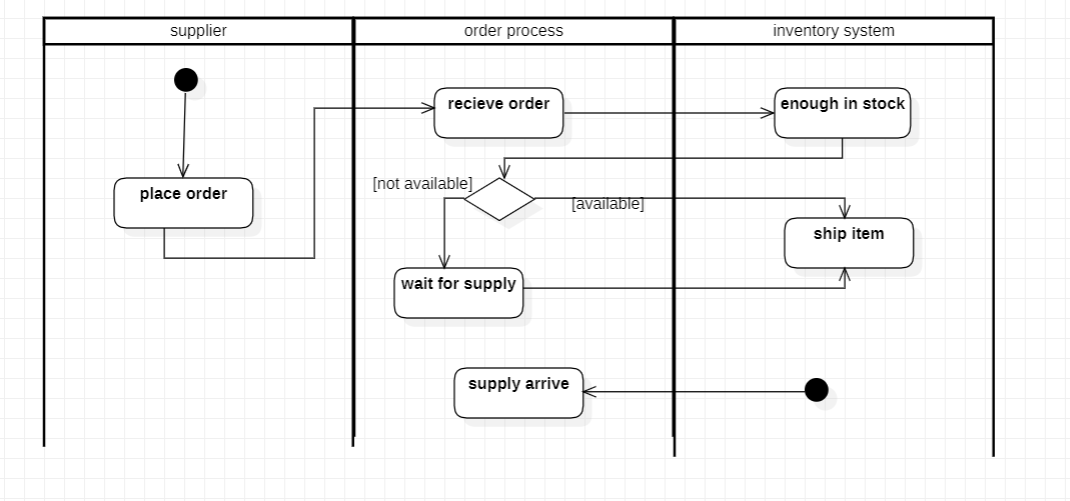 supplier
order process
inventory system
recieve order
enough in stock
place order
[not available]
[available]
ship item
wait for supply
supply arrive